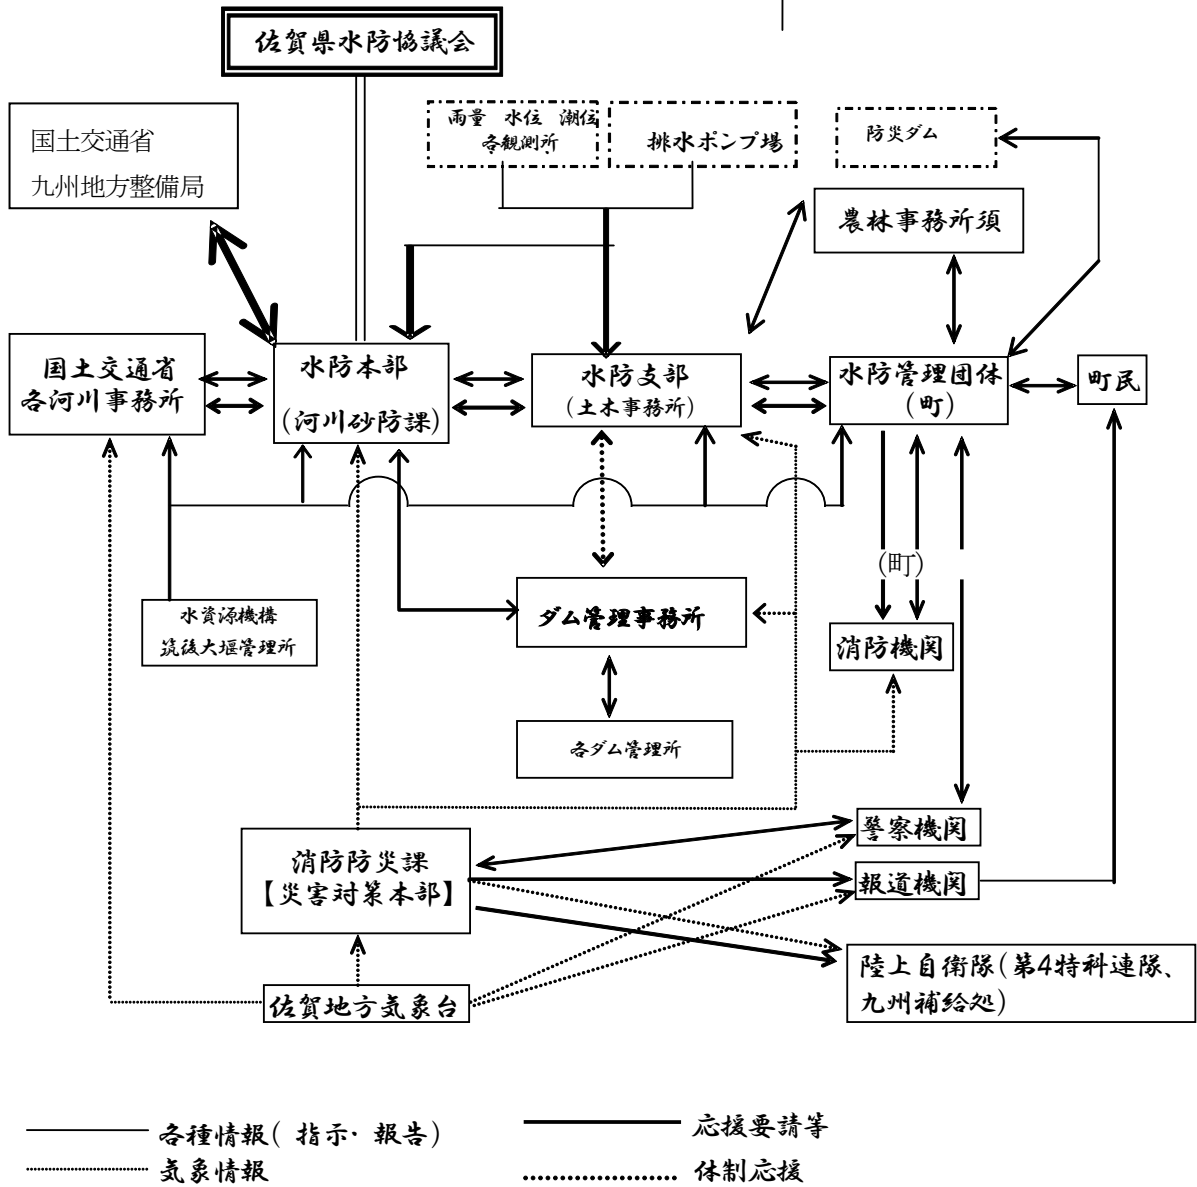 佐賀県水防協議会
国土交通省
九州地方整備局
雨量 水位 潮位
各観測所
排水ポンプ場
防災ダム
農林事務所須
国土交通省
各河川事務所
水防本部
(河川砂防課)
水防支部
(土木事務所)
水防管理団体
(町)
町民
(町)
水資源機構
筑後大堰管理所
ダム管理事務所
消防機関
各ダム管理所
消防防災課
【災害対策本部】
警察機関
報道機関
陸上自衛隊(第4特科連隊、
九州補給処)
佐賀地方気象台
各種情報( 指示・ 報告)
応援要請等
気象情報
体制応援